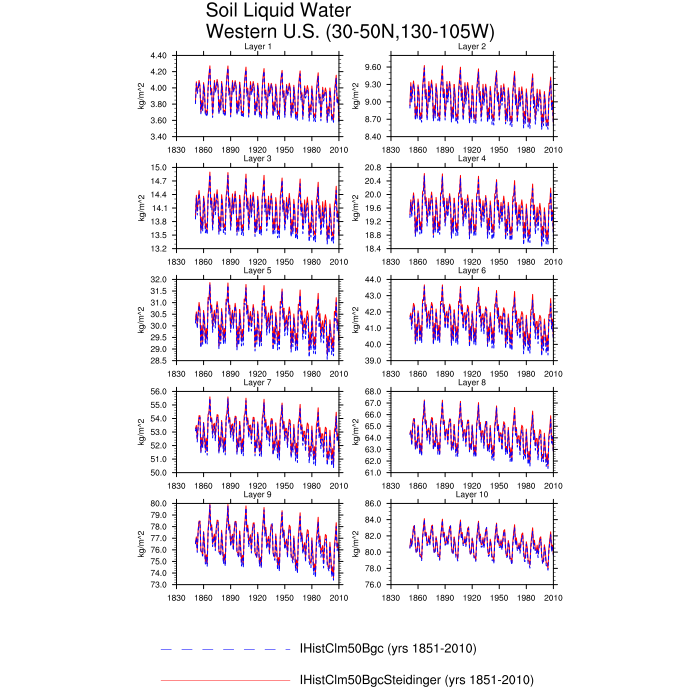 Soil Liquid Water
Western U.S. (30-50N,130-105W)
Layer 1
kg/m^2
4.40
4.20
4.00
3.80
3.60
3.40
1830 1860 1890 1920 1950 1980 2010
Layer 2
kg/m^2
9.60
9.30
9.00
8.70
8.40
1830 1860 1890 1920 1950 1980 2010
Layer 3
kg/m^2
15.0
14.7
14.4
14.1
13.8
13.5
13.2
1830 1860 1890 1920 1950 1980 2010
Layer 4
kg/m^2
20.8
20.4
20.0
19.6
19.2
18.8
18.4
1830 1860 1890 1920 1950 1980 2010
Layer 5
kg/m^2
32.0
31.5
31.0
30.5
30.0
29.5
29.0
28.5
1830 1860 1890 1920 1950 1980 2010
Layer 6
kg/m^2
44.0
43.0
42.0
41.0
40.0
39.0
1830 1860 1890 1920 1950 1980 2010
Layer 7
kg/m^2
56.0
55.0
54.0
53.0
52.0
51.0
50.0
1830 1860 1890 1920 1950 1980 2010
Layer 8
kg/m^2
68.0
67.0
66.0
65.0
64.0
63.0
62.0
61.0
1830 1860 1890 1920 1950 1980 2010
Layer 9
kg/m^2
80.0
79.0
78.0
77.0
76.0
75.0
74.0
73.0
1830 1860 1890 1920 1950 1980 2010
Layer 10
kg/m^2
86.0
84.0
82.0
80.0
78.0
76.0
1830 1860 1890 1920 1950 1980 2010
IHistClm50Bgc (yrs 1851-2010)
IHistClm50BgcSteidinger (yrs 1851-2010)